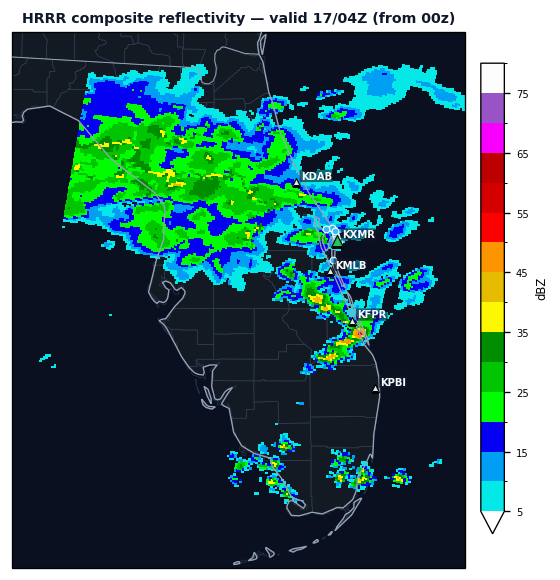 HRRR composite reflectivity — valid 17/04Z (from 00z)
KDAB
KXMR
KMLB
KFPR
KPBI
75
65
55
45
35
25
15
5
dBZ